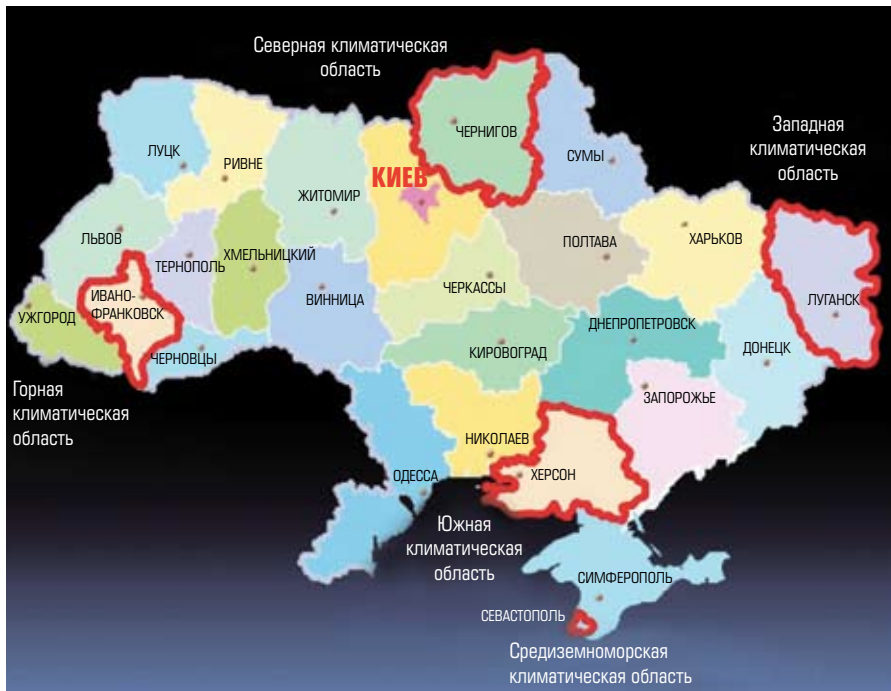 Северная климатическая
область
ЧЕРНИГОВ
Западная
климатическая
область
ЛУЦК
РИВНЕ
СУМЫ
КИЕВ
ЖИТОМИР
ЛЬВОВ
ПОЛТАВА
ХАРЬКОВ
ТЕРНОПОЛЬ
ХМЕЛЬНИЦКИЙ
ВИННИЦА
ЧЕРКАССЫ
ИВАНО-
ФРАНКОВСК
ЛУГАНСК
УЖГОРОД
ДНЕПРОПЕТРОВСК
ЧЕРНОВЦЫ
КИРОВОГРАД
ДОНЕЦК
Горная
климатическая
область
ЗАПОРОЖЬЕ
НИКОЛАЕВ
ОДЕССА
ХЕРСОН
Южная
климатическая
область
СИМФЕРОПОЛЬ
СЕВАСТОПОЛЬ
Средиземноморская
климатическая область